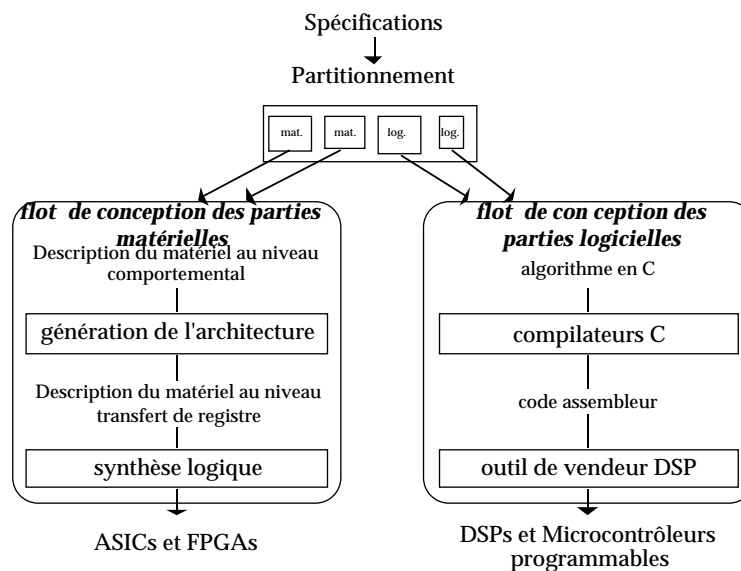 Spécifications
Partitionnement
mat.
mat.
log.
log.
flot de conception des parties
matérielles
Description du matériel au niveau
comportemental
génération de l'architecture
Description du matériel au niveau
transfert de registre
synthèse logique
ASICs et FPGAs
flot de con ception des
parties logicielles
algorithme en C
compilateurs C
code assembleur
outil de vendeur DSP
DSPs et Microcontrôleurs
programmables